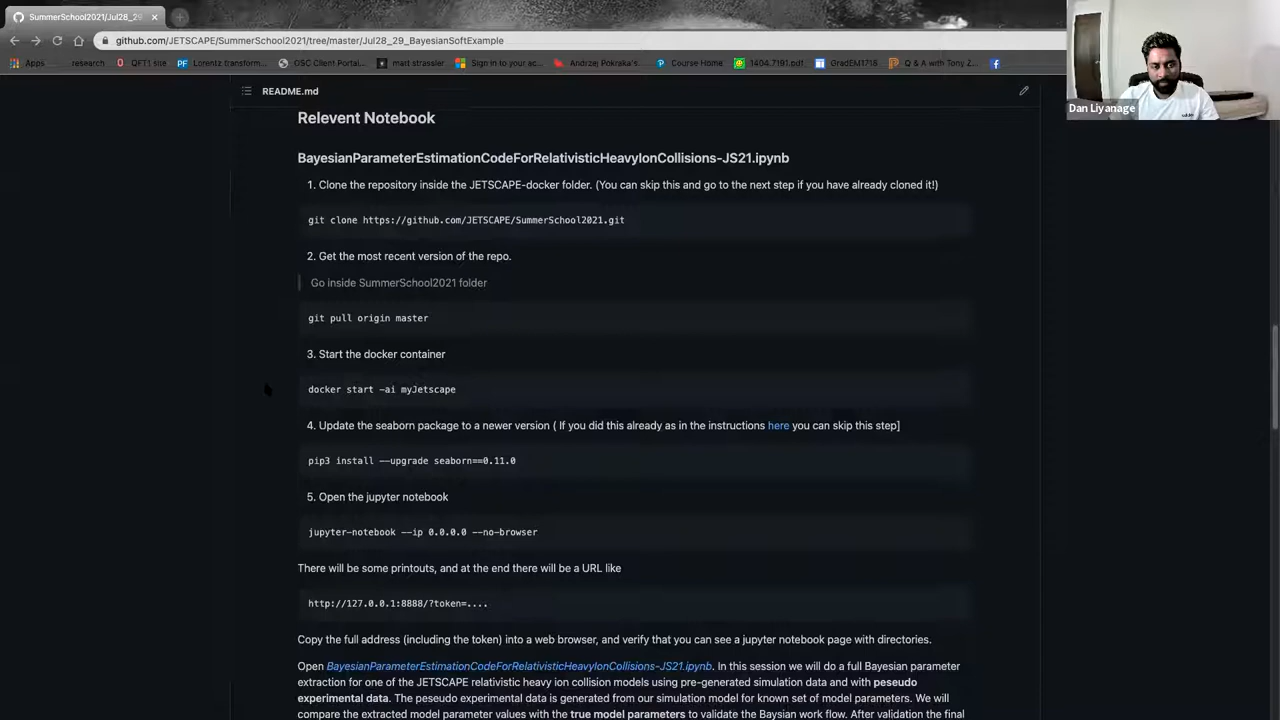 SummerSchool2021/Jul28_29
github.com/JETSCAPE/SummerSchool2021/tree/master/Jul28_29_BayesianSoftExample
Apps research QFT1 site Lorentz transform... GSC Client Portal... matt strassler Sign in to your ac... Andrzej Pokraka's... Course Home 1404.7191.pdf GradEM1718 Q & A with Tony Z...
Dan Liyanage
README.md
Relevent Notebook
BayesianParameterEstimationCodeForRelativisticHeavyIonCollisions-JS21.ipynb
1. Clone the repository inside the JETSCAPE-docker folder. (You can skip this and go to the next step if you have already cloned it!)
git clone https://github.com/JETSCAPE/SummerSchool2021.git
2. Get the most recent version of the repo.
Go inside SummerSchool2021 folder
git pull origin master
3. Start the docker container
docker start -ai myJetscape
4. Update the seaborn package to a newer version ( If you did this already as in the instructions here you can skip this step]
pip3 install --upgrade seaborn==0.11.0
5. Open the jupyter notebook
jupyter-notebook --ip 0.0.0.0 --no-browser
There will be some printouts, and at the end there will be a URL like
http://127.0.0.1:8888/?token=....
Copy the full address (including the token) into a web browser, and verify that you can see a jupyter notebook page with directories.
Open BayesianParameterEstimationCodeForRelativisticHeavyIonCollisions-JS21.ipynb. In this session we will do a full Bayesian parameter
extraction for one of the JETSCAPE relativistic heavy ion collision models using pre-generated simulation data and with peseudo
experimental data. The peseudo experimental data is generated from our simulation model for known set of model parameters. We will
compare the extracted model parameter values with the true model parameters to validate the Baysian work flow. After validation the final